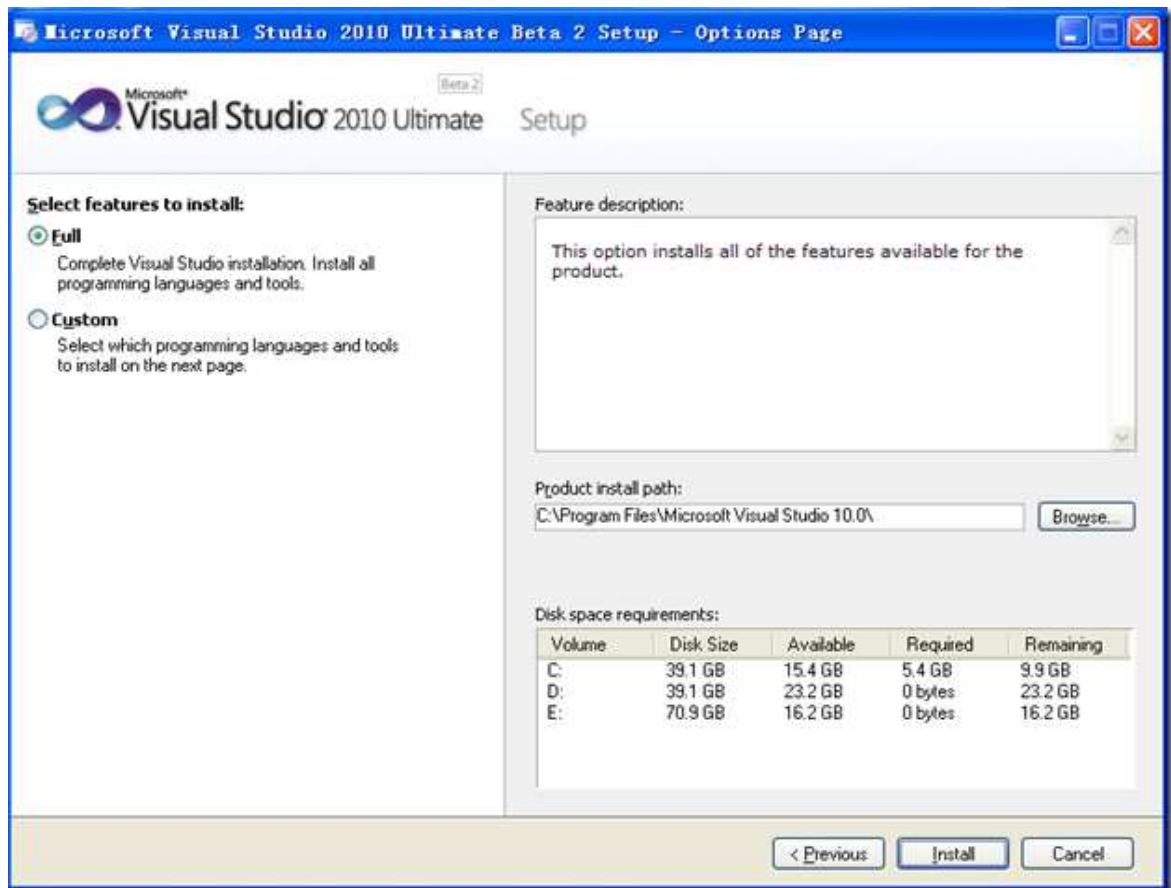 Microsoft Visual Studio 2010 Ultimate Beta 2 Setup - Options Page
Beta 2
Microsoft®
Visual Studio® 2010 Ultimate Setup
Select features to install:
Full
Complete Visual Studio installation. Install all
programming languages and tools.
Custom
Select which programming languages and tools
to install on the next page.
Feature description:
This option installs all of the features available for the
product.
Product install path:
C:\Program Files\Microsoft Visual Studio 10.0\
Browse...
Disk space requirements:
Volume Disk Size Available Required Remaining
C: 39.1 GB 15.4 GB 5.4 GB 9.9 GB
D: 39.1 GB 23.2 GB 0 bytes 23.2 GB
E: 70.9 GB 16.2 GB 0 bytes 16.2 GB
< Previous Install Cancel